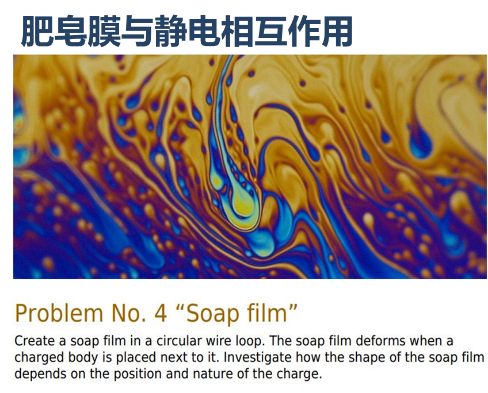 肥皂膜与静电相互作用
Problem No. 4 “Soap film”
Create a soap film in a circular wire loop. The soap film deforms when a
charged body is placed next to it. Investigate how the shape of the soap film
depends on the position and nature of the charge.